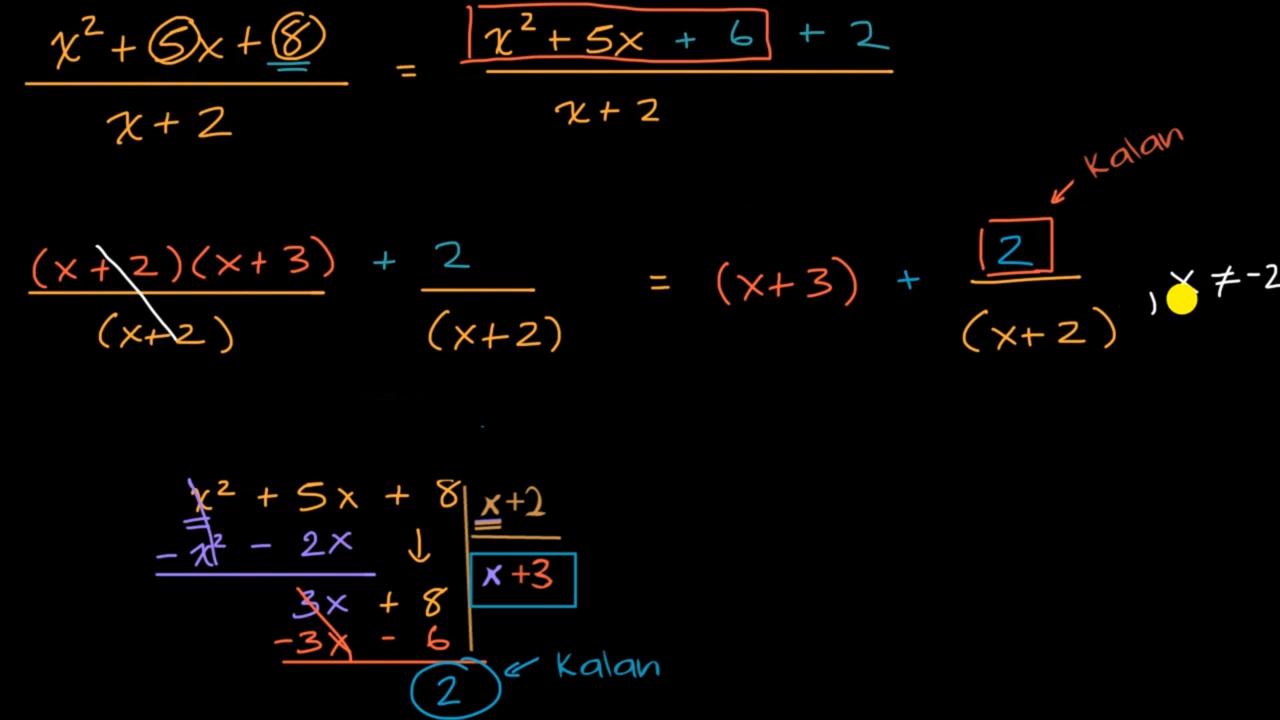 x² + 5x + 8 / x + 2 = x² + 5x + 6 + 2 / x + 2
Kalan
(x + 2)(x + 3) / (x + 2) + 2 / (x + 2) = (x + 3) + 2 / (x + 2) , x ≠ -2
x² + 5x + 8 | x + 2
- x² - 2x | x + 3
3x + 8
-3x - 6
2 Kalan